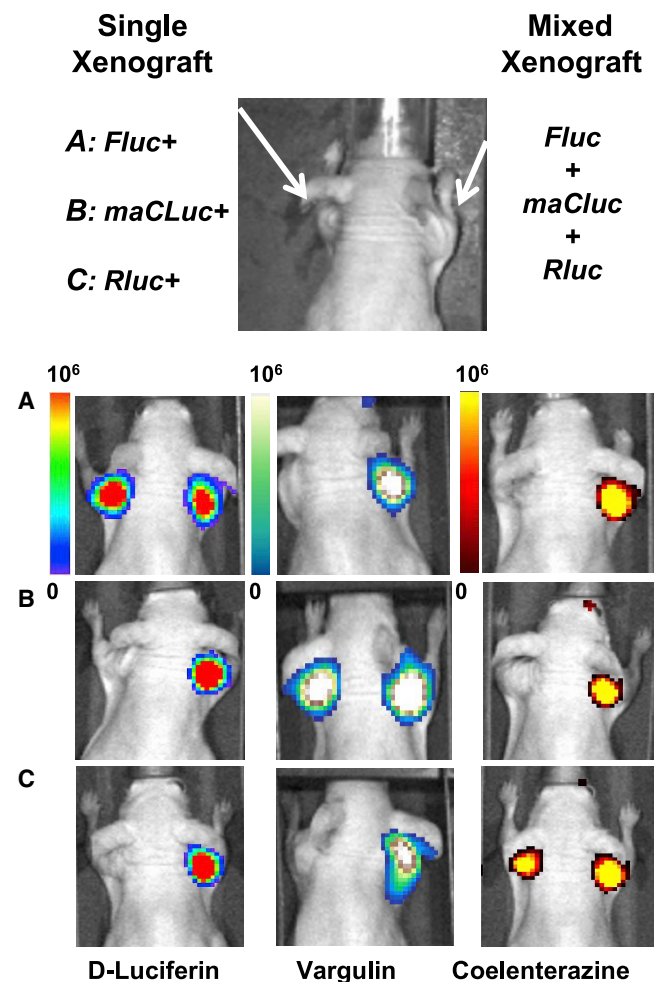 Single
Xenograft
Mixed
Xenograft
A: Fluc+
B: maCLuc+
C: Rluc+
Fluc
+
maCluc
+
Rluc
10⁶
10⁶
10⁶
A
0
0
0
B
C
D-Luciferin
Vargulin
Coelenterazine